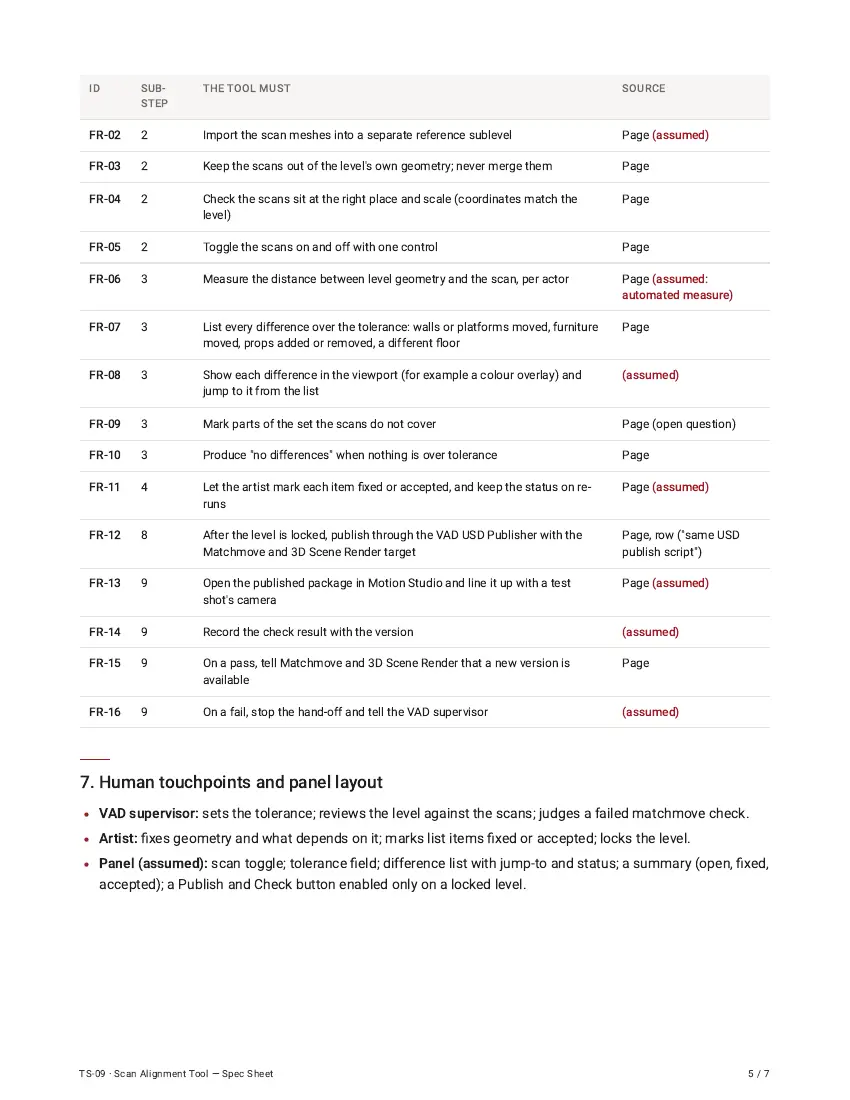 ID SUB- THE TOOL MUST SOURCE
STEP
FR-02 2 Import the scan meshes into a separate reference sublevel Page (assumed)
FR-03 2 Keep the scans out of the level's own geometry; never merge them Page
FR-04 2 Check the scans sit at the right place and scale (coordinates match the Page
level)
FR-05 2 Toggle the scans on and off with one control Page
FR-06 3 Measure the distance between level geometry and the scan, per actor Page (assumed:
automated measure)
FR-07 3 List every difference over the tolerance: walls or platforms moved, furniture Page
moved, props added or removed, a different floor
FR-08 3 Show each difference in the viewport (for example a colour overlay) and (assumed)
jump to it from the list
FR-09 3 Mark parts of the set the scans do not cover Page (open question)
FR-10 3 Produce "no differences" when nothing is over tolerance Page
FR-11 4 Let the artist mark each item fixed or accepted, and keep the status on re- Page (assumed)
runs
FR-12 8 After the level is locked, publish through the VAD USD Publisher with the Page, row ("same USD
Matchmove and 3D Scene Render target publish script")
FR-13 9 Open the published package in Motion Studio and line it up with a test Page (assumed)
shot's camera
FR-14 9 Record the check result with the version (assumed)
FR-15 9 On a pass, tell Matchmove and 3D Scene Render that a new version is Page
available
FR-16 9 On a fail, stop the hand-off and tell the VAD supervisor (assumed)
7. Human touchpoints and panel layout
• VAD supervisor: sets the tolerance; reviews the level against the scans; judges a failed matchmove check.
• Artist: fixes geometry and what depends on it; marks list items fixed or accepted; locks the level.
• Panel (assumed): scan toggle; tolerance field; difference list with jump-to and status; a summary (open, fixed,
accepted); a Publish and Check button enabled only on a locked level.
TS-09 · Scan Alignment Tool — Spec Sheet 5 / 7